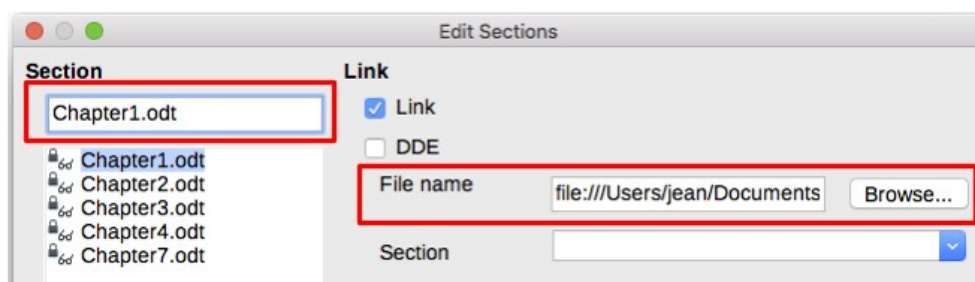 Edit Sections
Section
Chapter1.odt
Chapter1.odt
Chapter2.odt
Chapter3.odt
Chapter4.odt
Chapter7.odt
Link
Link
DDE
File name file:///Users/jean/Documents Browse...
Section